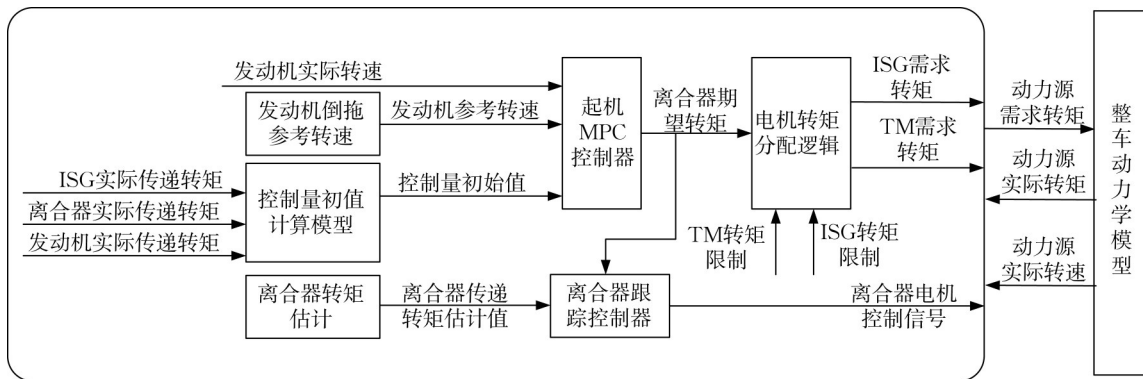 发动机实际转速
发动机倒拖
参考转速
发动机参考转速
起机
MPC
控制器
离合器期
望转矩
电机转矩
分配逻辑
ISG需求
转矩
TM需求
转矩
动力源
需求转矩
动力源
实际转矩
动力源
实际转速
整车动力学模型
ISG实际传递转矩
离合器实际传递转矩
发动机实际传递转矩
控制量初值
计算模型
控制量初始值
TM转矩
限制
ISG转矩
限制
离合器转矩
估计
离合器传递
转矩估计值
离合器跟
踪控制器
离合器电机
控制信号